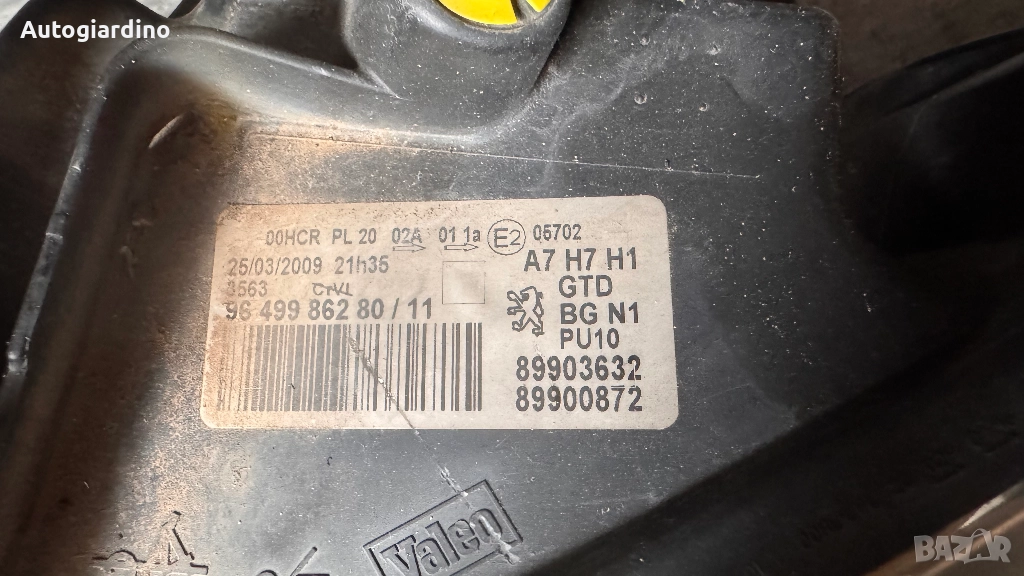 Autogiardino
00HCR PL 20 02A 01 1a E2 05702
25/03/2009 21h35
3563 CTVL
96 499 862 80 / 11
A7 H7 H1
GTD
BG N1
PU10
89903632
89900872
Valeo
BAZAR